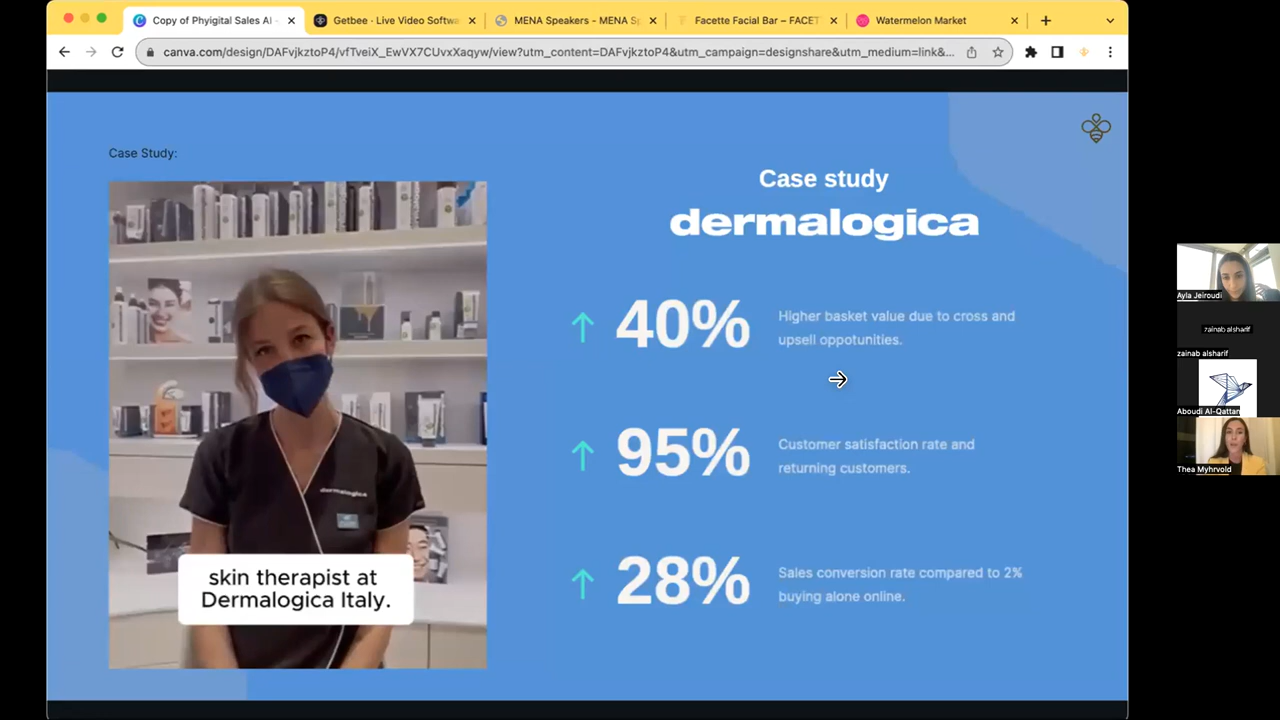 Copy of Phyigital Sales AI -
Getbee · Live Video Softwa
MENA Speakers - MENA Sp
Facette Facial Bar – FACET
Watermelon Market
canva.com/design/DAFvjkztoP4/vfTveiX_EwVX7CUvxXaqyw/view?utm_content=DAFvjkztoP4&utm_campaign=designshare&utm_medium=link&...
Case Study:
dermalogica
skin therapist at
Dermalogica Italy.
Case study
dermalogica
40%
Higher basket value due to cross and
upsell oppotunities.
95%
Customer satisfaction rate and
returning customers.
28%
Sales conversion rate compared to 2%
buying alone online.
Ayla Jeiroudi
zainab alsharif
zainab alsharif
Aboudi Al-Qattan
Thea Myhrvold